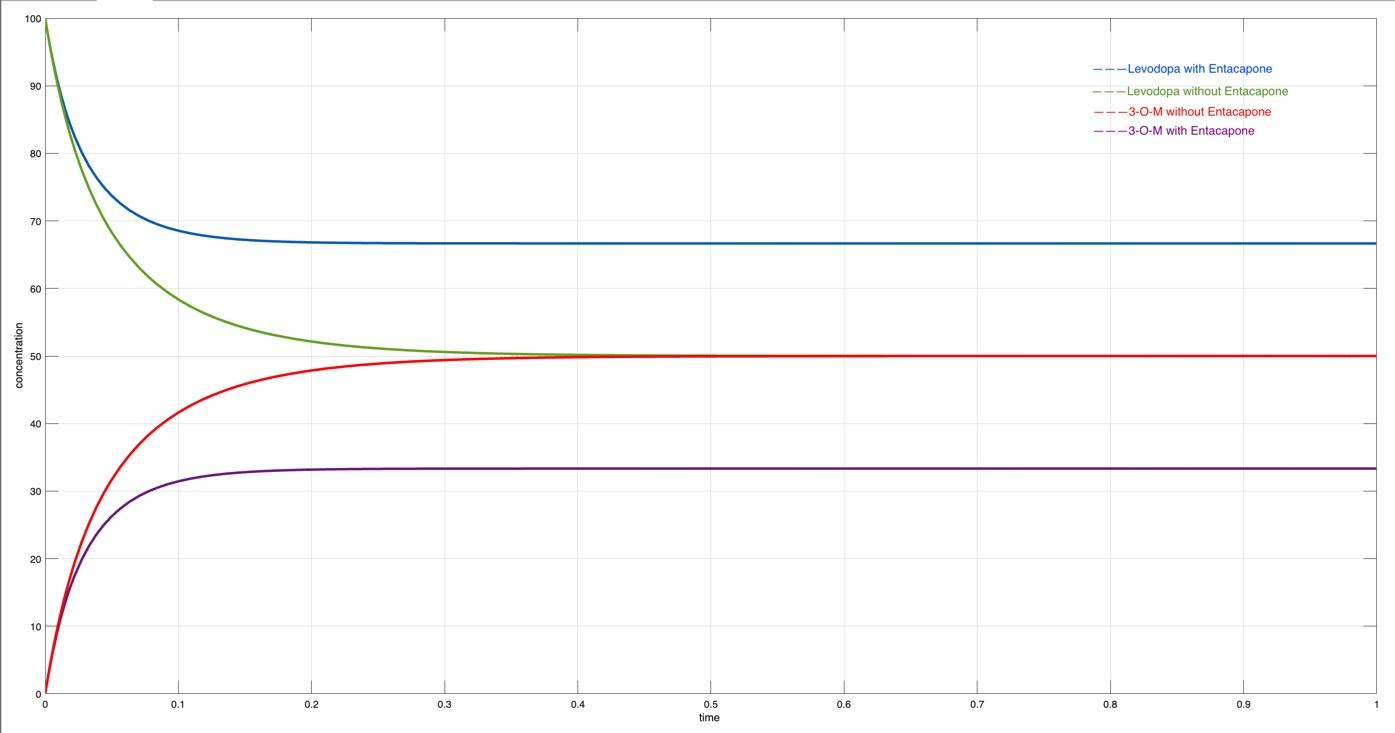 100
90
80
70
60
50
40
30
20
10
0
concentration
———Levodopa with Entacapone
———Levodopa without Entacapone
———3-O-M without Entacapone
———3-O-M with Entacapone
0 0.1 0.2 0.3 0.4 0.5 0.6 0.7 0.8 0.9 1
time